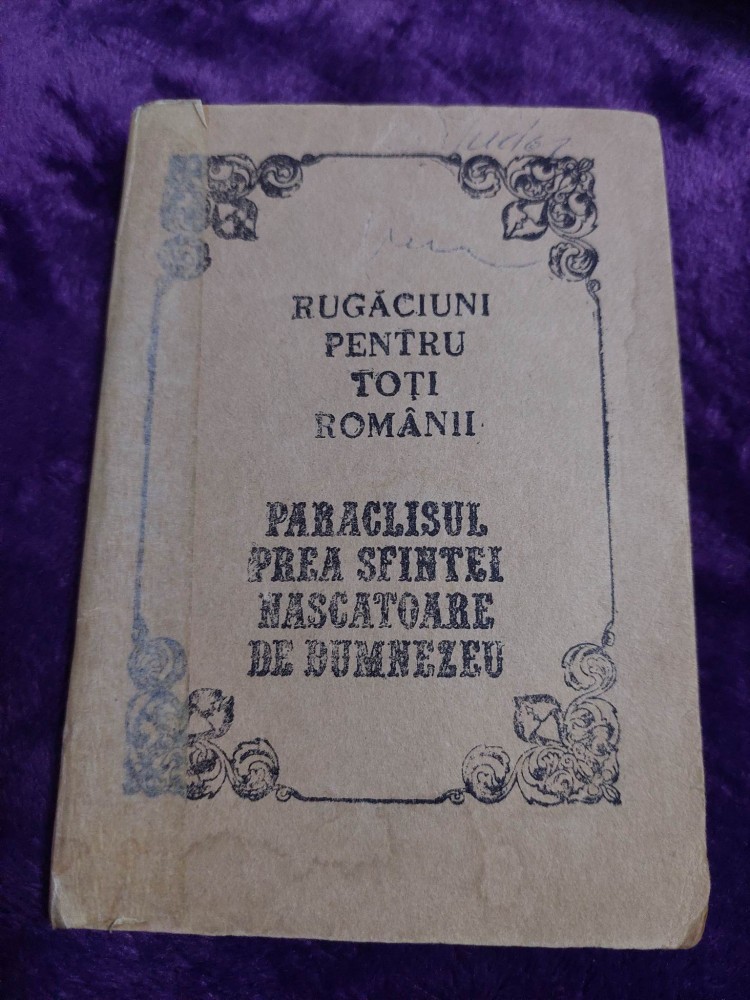 RUGĂCIUNI
PENTRU
TOȚI
ROMÂNII
PARACLISUL
PREA SFINTEI
NASCATOARE
DE DUMNEZEU